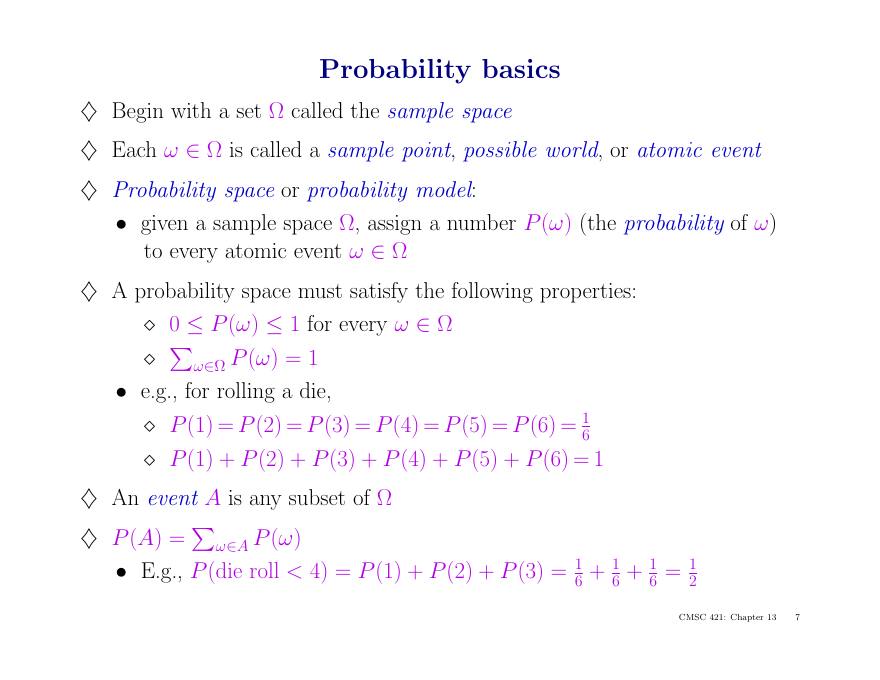 Probability basics
♢ Begin with a set Ω called the sample space
♢ Each ω ∈ Ω is called a sample point, possible world, or atomic event
♢ Probability space or probability model:
• given a sample space Ω, assign a number P(ω) (the probability of ω)
to every atomic event ω ∈ Ω
♢ A probability space must satisfy the following properties:
⋄ 0 ≤ P(ω) ≤ 1 for every ω ∈ Ω
⋄ ∑ω∈Ω P(ω) = 1
• e.g., for rolling a die,
⋄ P(1) = P(2) = P(3) = P(4) = P(5) = P(6) = 1/6
⋄ P(1) + P(2) + P(3) + P(4) + P(5) + P(6) = 1
♢ An event A is any subset of Ω
♢ P(A) = ∑ω∈A P(ω)
• E.g., P(die roll < 4) = P(1) + P(2) + P(3) = 1/6 + 1/6 + 1/6 = 1/2
CMSC 421: Chapter 13 7